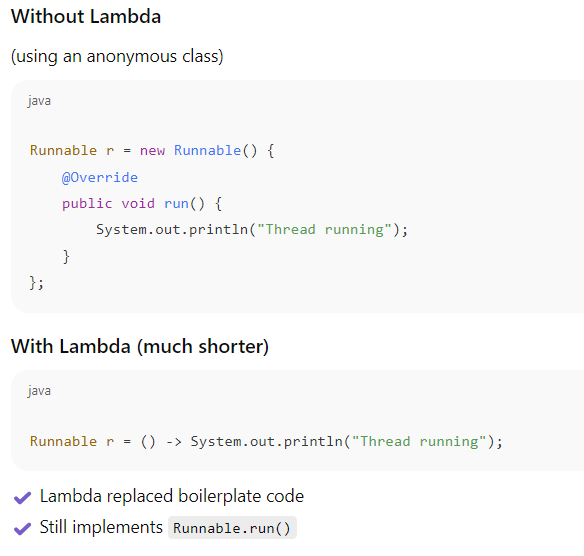 Without Lambda
(using an anonymous class)
java
Runnable r = new Runnable() {
    @Override
    public void run() {
        System.out.println("Thread running");
    }
};
With Lambda (much shorter)
java
Runnable r = () -> System.out.println("Thread running");
✔ Lambda replaced boilerplate code
✔ Still implements Runnable.run()